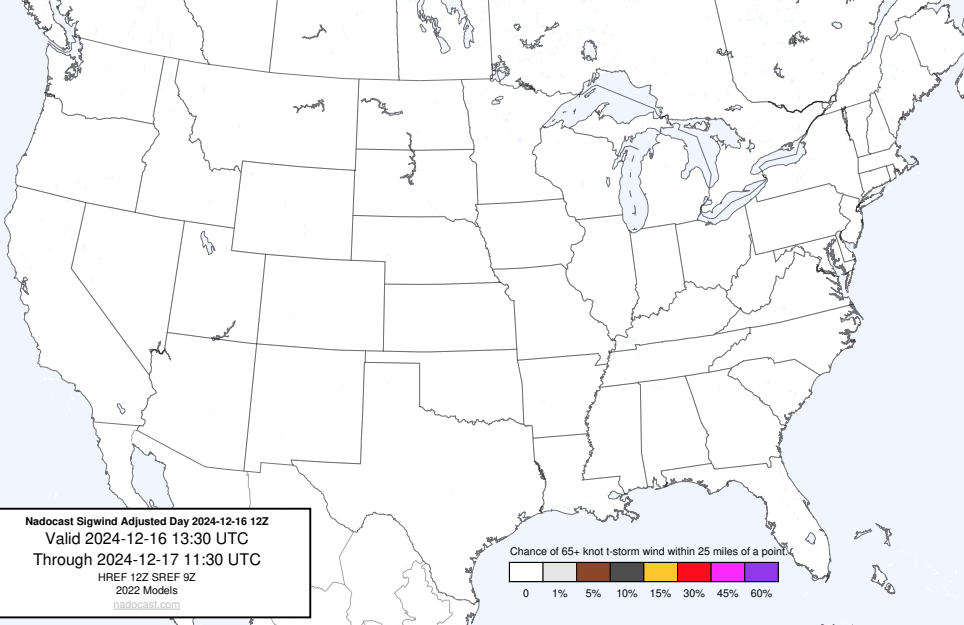 Nadocast Sigwind Adjusted Day 2024-12-16 12Z
Valid 2024-12-16 13:30 UTC
Through 2024-12-17 11:30 UTC
HREF 12Z SREF 9Z
2022 Models
nadocast.com
Chance of 65+ knot t-storm wind within 25 miles of a point.
0 1% 5% 10% 15% 30% 45% 60%